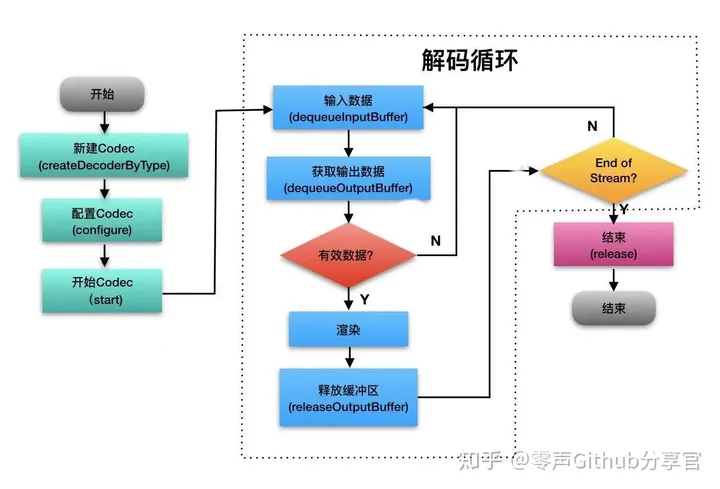 解码循环
开始
新建Codec
(createDecoderByType)
配置Codec
(configure)
开始Codec
（start)
输入数据
(dequeueInputBuffer)
获取输出数据
(dequeueOutputBuffer)
有效数据?
N
Y
渲染
释放缓冲区
(releaseOutputBuffer)
N
End of
Stream?
Y
结束
(release)
结束
知乎 @零声Github分享官